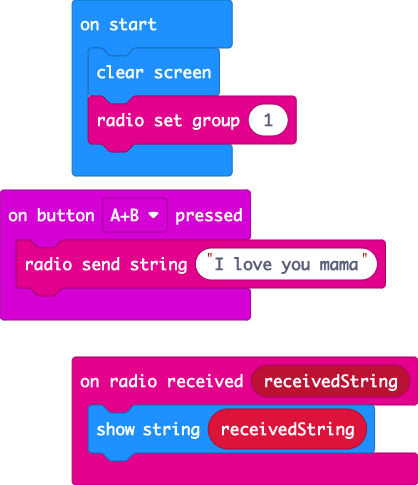 on start
clear screen
radio set group 1
on button A+B pressed
radio send string "I love you mama"
on radio received receivedString
show string receivedString